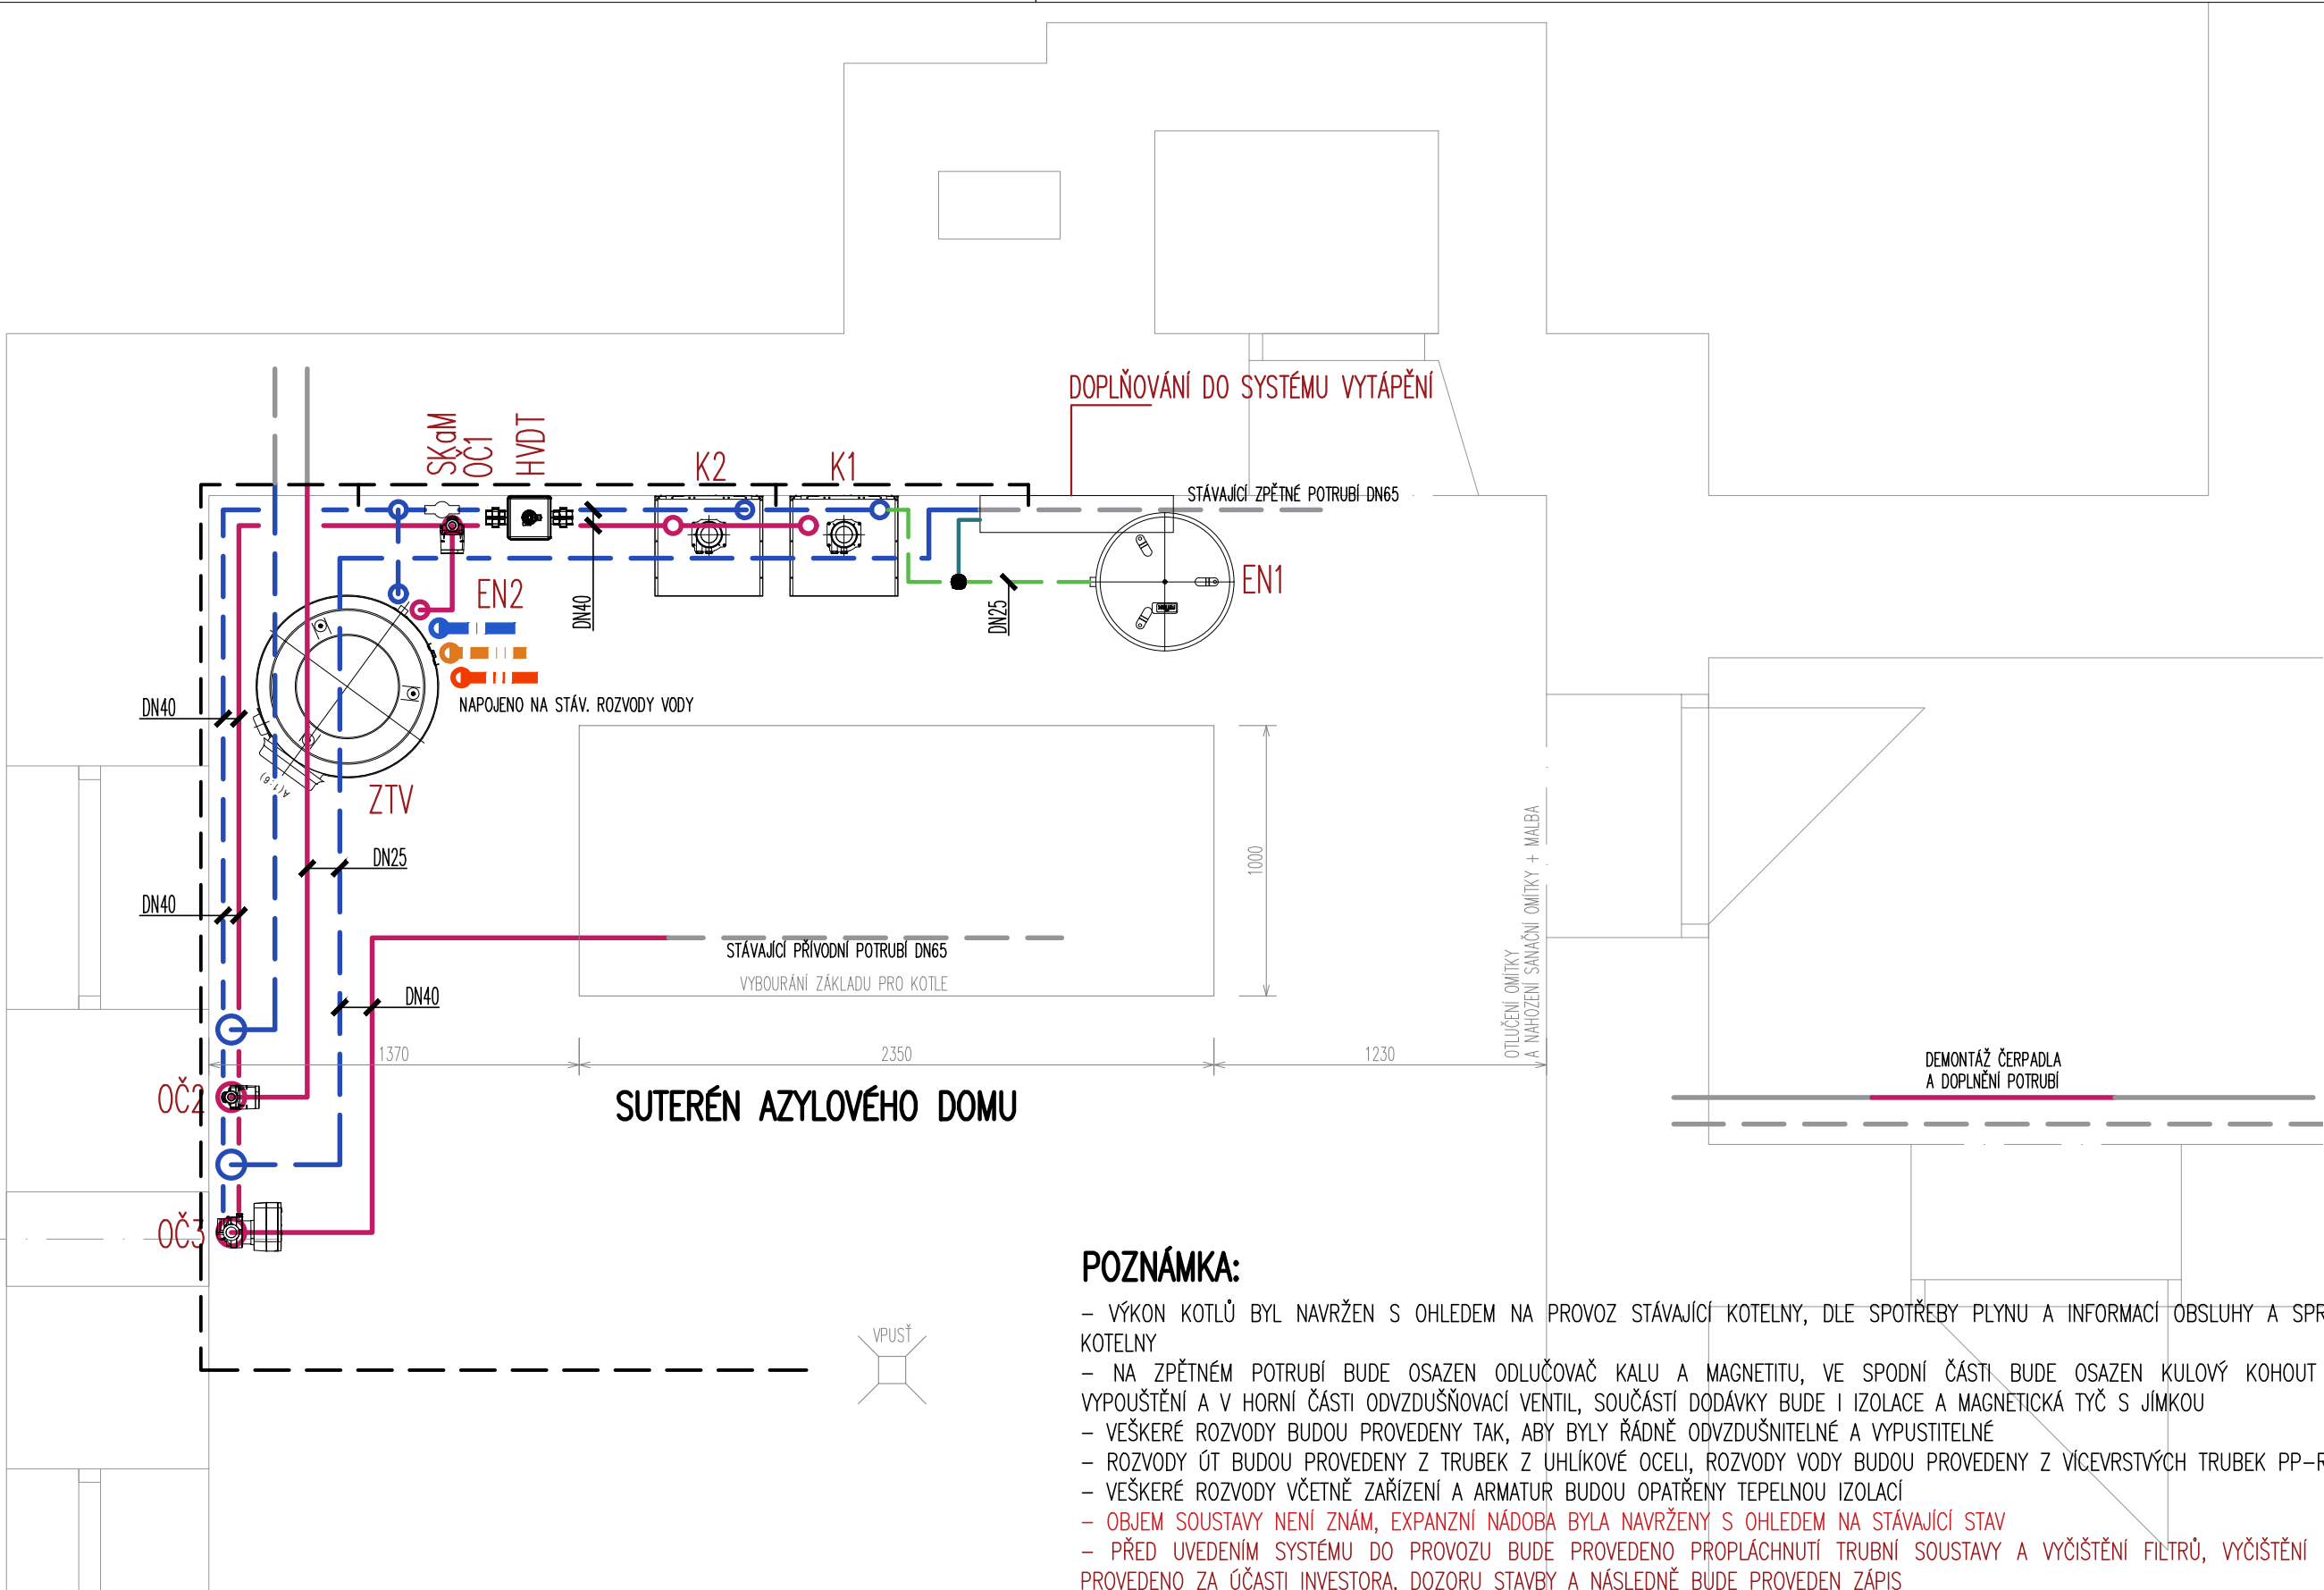 DOPLŇOVÁNÍ DO SYSTÉMU VYTÁPĚNÍ
SKaM
OČ1
HVDT
K2
K1
STÁVAJÍCÍ ZPĚTNÉ POTRUBÍ DN65
EN1
EN2
DN40
DN25
NAPOJENO NA STÁV. ROZVODY VODY
DN40
A(1:6)
ZTV
DN25
DN40
1000
STÁVAJÍCÍ PŘÍVODNÍ POTRUBÍ DN65
VYBOURÁNÍ ZÁKLADU PRO KOTLE
DN40
OTLUČENÍ OMÍTKY
A NAHOZENÍ SANAČNÍ OMÍTKY + MALBA
1370
2350
1230
OČ2
SUTERÉN AZYLOVÉHO DOMU
DEMONTÁŽ ČERPADLA
A DOPLNĚNÍ POTRUBÍ
OČ3
VPUSŤ
POZNÁMKA:
– VÝKON KOTLŮ BYL NAVRŽEN S OHLEDEM NA PROVOZ STÁVAJÍCÍ KOTELNY, DLE SPOTŘEBY PLYNU A INFORMACÍ OBSLUHY A SPR
KOTELNY
– NA ZPĚTNÉM POTRUBÍ BUDE OSAZEN ODLUČOVAČ KALU A MAGNETITU, VE SPODNÍ ČÁSTI BUDE OSAZEN KULOVÝ KOHOUT
VYPOUŠTĚNÍ A V HORNÍ ČÁSTI ODVZDUŠŇOVACÍ VENTIL, SOUČÁSTÍ DODÁVKY BUDE I IZOLACE A MAGNETICKÁ TYČ S JÍMKOU
– VEŠKERÉ ROZVODY BUDOU PROVEDENY TAK, ABY BYLY ŘÁDNĚ ODVZDUŠNITELNÉ A VYPUSTITELNÉ
– ROZVODY ÚT BUDOU PROVEDENY Z TRUBEK Z UHLÍKOVÉ OCELI, ROZVODY VODY BUDOU PROVEDENY Z VÍCEVRSTVÝCH TRUBEK PP–R
– VEŠKERÉ ROZVODY VČETNĚ ZAŘÍZENÍ A ARMATUR BUDOU OPATŘENY TEPELNOU IZOLACÍ
– OBJEM SOUSTAVY NENÍ ZNÁM, EXPANZNÍ NÁDOBA BYLA NAVRŽENY S OHLEDEM NA STÁVAJÍCÍ STAV
– PŘED UVEDENÍM SYSTÉMU DO PROVOZU BUDE PROVEDENO PROPLÁCHNUTÍ TRUBNÍ SOUSTAVY A VYČIŠTĚNÍ FILTRŮ, VYČIŠTĚNÍ
PROVEDENO ZA ÚČASTI INVESTORA, DOZORU STAVBY A NÁSLEDNĚ BUDE PROVEDEN ZÁPIS